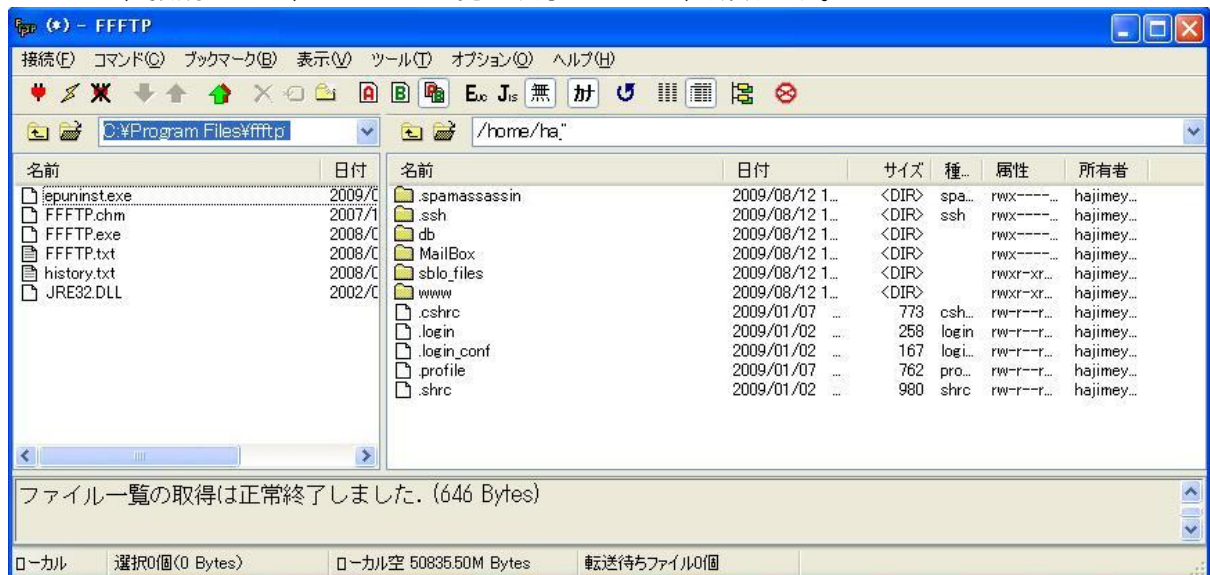 (*) - FFFTP
接続(F) コマンド(C) ブックマーク(B) 表示(V) ツール(T) オプション(O) ヘルプ(H)
A B Euc Jis 無 カナ
C:¥Program Files¥ffftp /home/ha
名前 日付 名前 日付 サイズ 種... 属性 所有者
epuninst.exe 2009/0 .spamassassin 2009/08/12 1... <DIR> spa... rwx----... hajimey...
FFFTP.chm 2007/1 .ssh 2009/08/12 1... <DIR> ssh rwx----... hajimey...
FFFTP.exe 2008/0 db 2009/08/12 1... <DIR> rwx----... hajimey...
FFFTP.txt 2008/0 MailBox 2009/08/12 1... <DIR> rwx----... hajimey...
history.txt 2008/0 sblo_files 2009/08/12 1... <DIR> rwxr-xr... hajimey...
JRE32.DLL 2002/0 www 2009/08/12 1... <DIR> rwxr-xr... hajimey...
.cshrc 2009/01/07 ... 773 csh... rw-r--r... hajimey...
.login 2009/01/02 ... 258 login rw-r--r... hajimey...
.login_conf 2009/01/02 ... 167 logi... rw-r--r... hajimey...
.profile 2009/01/07 ... 762 pro... rw-r--r... hajimey...
.shrc 2009/01/02 ... 980 shrc rw-r--r... hajimey...
ファイル一覧の取得は正常終了しました. (646 Bytes)
ローカル 選択0個(0 Bytes) ローカル空 50835.50M Bytes 転送待ちファイル0個